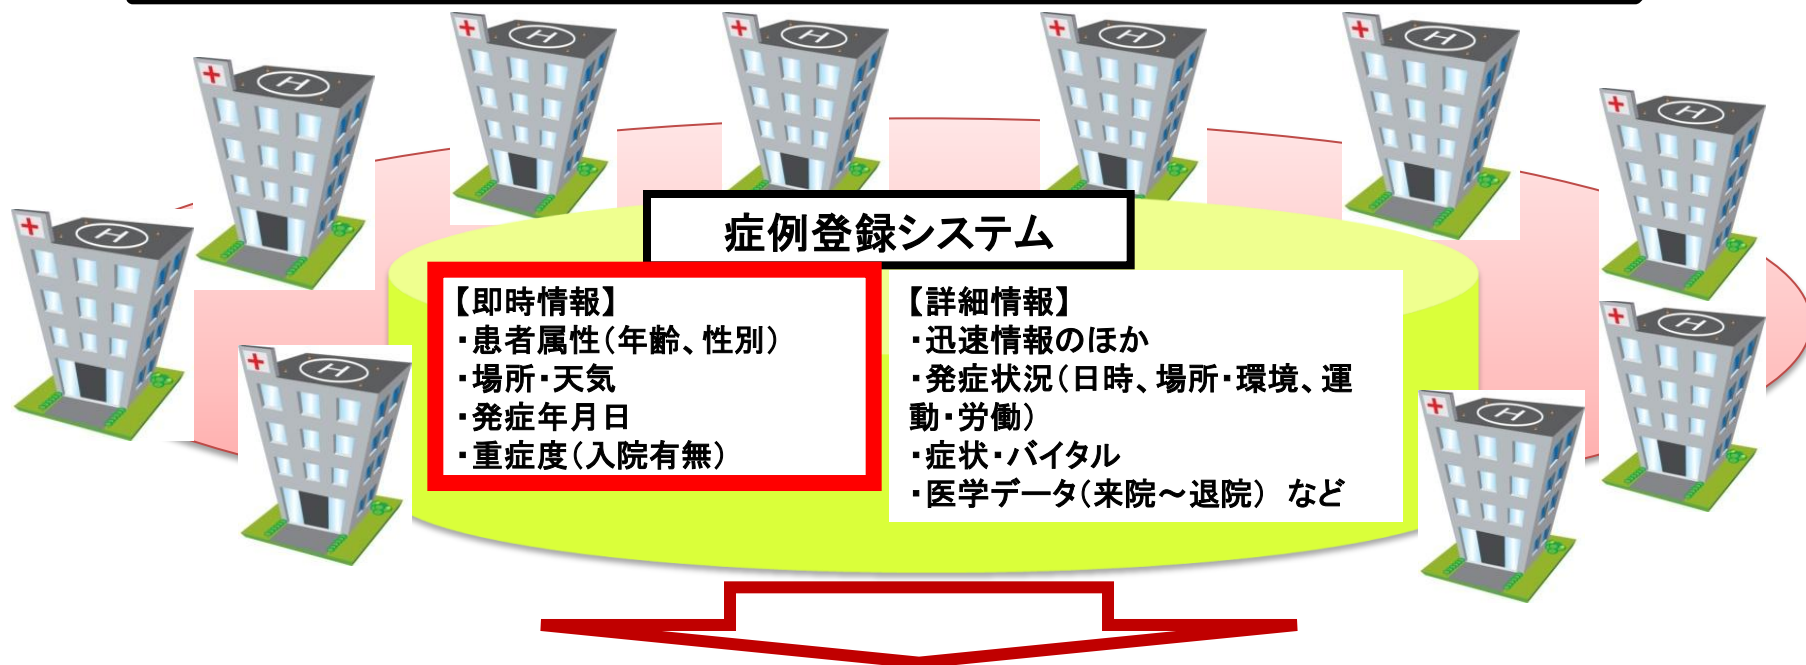 症例登録システム
【即時情報】
・患者属性（年齢、性別）
・場所・天気
・発症年月日
・重症度（入院有無）
【詳細情報】
・迅速情報のほか
・発症状況（日時、場所・環境、運
動・労働）
・症状・バイタル
・医学データ（来院～退院） など
H
H
H
H
H
H
H
H
H
H
H